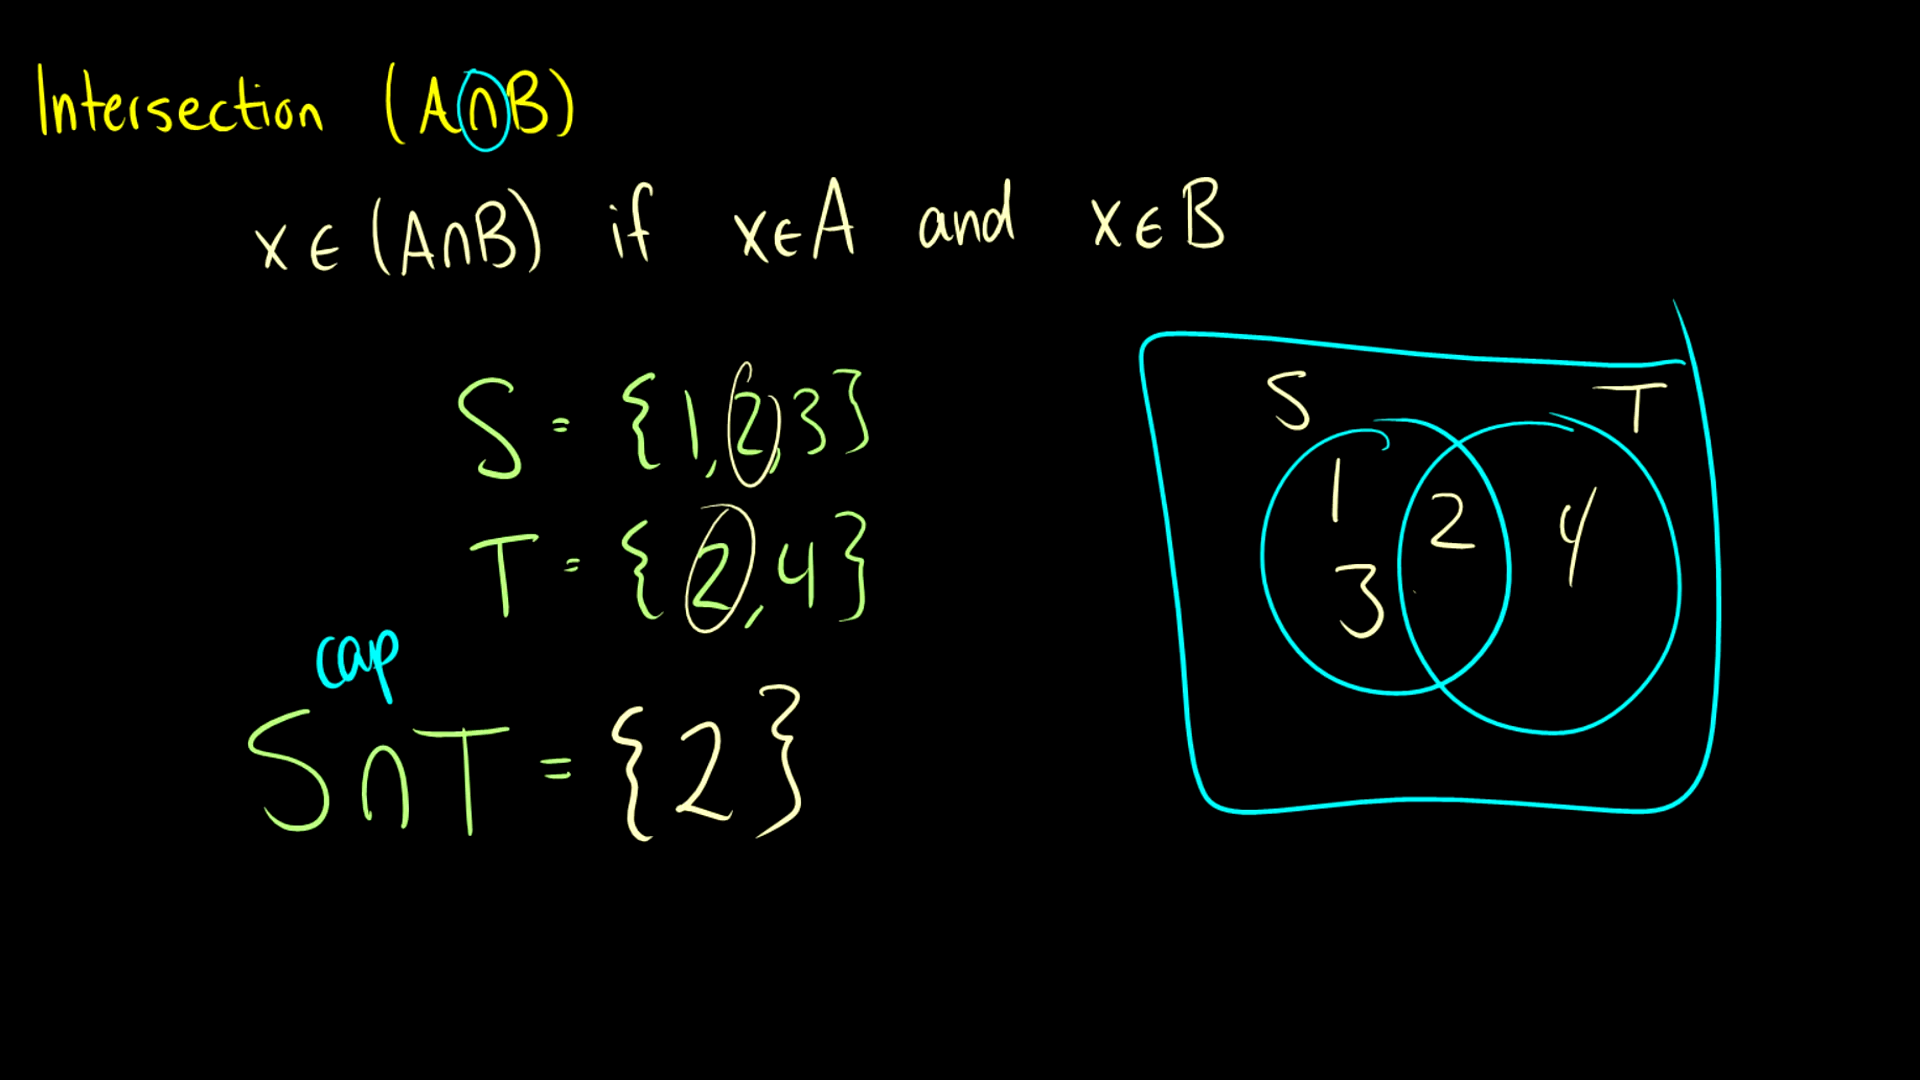 Intersection (A∩B)
x ∈ (A∩B) if x∈A and x∈B
S = {1,2,3}
T = {2,4}
cap
S∩T = {2}
S T
1 2 4
3